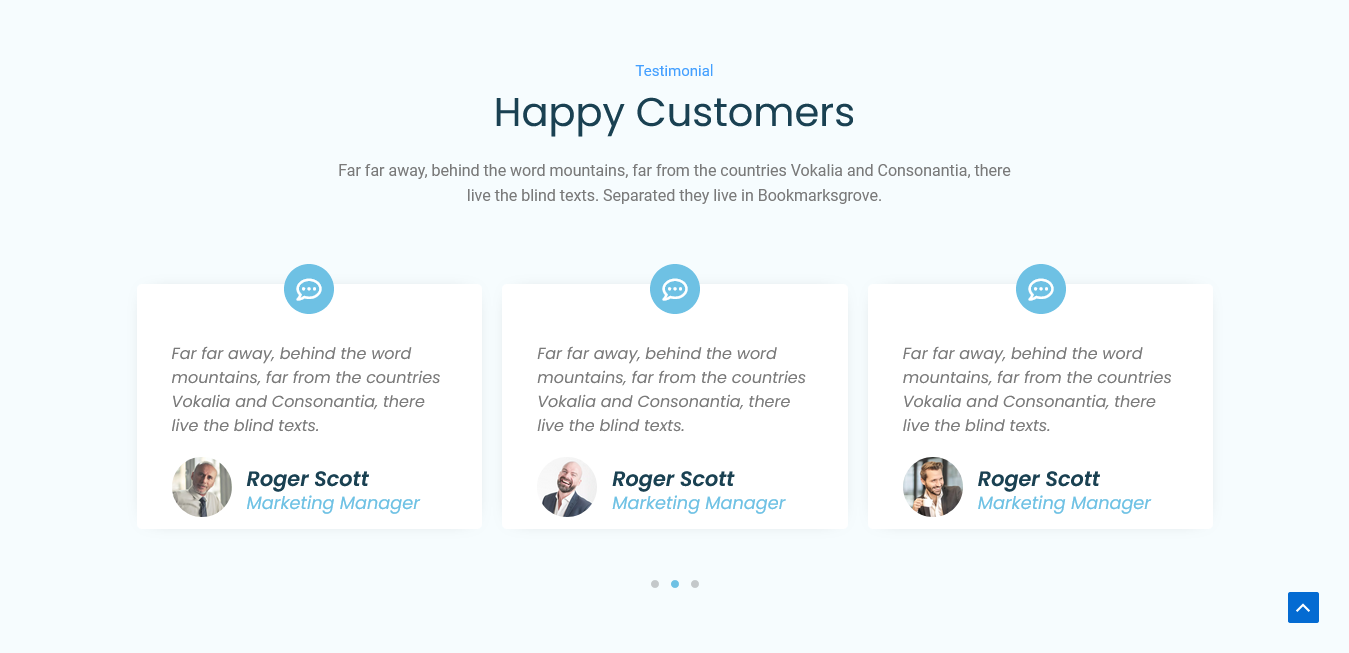 Testimonial
Happy Customers
Far far away, behind the word mountains, far from the countries Vokalia and Consonantia, there
live the blind texts. Separated they live in Bookmarksgrove.
Far far away, behind the word
mountains, far from the countries
Vokalia and Consonantia, there
live the blind texts.
Roger Scott
Marketing Manager
Far far away, behind the word
mountains, far from the countries
Vokalia and Consonantia, there
live the blind texts.
Roger Scott
Marketing Manager
Far far away, behind the word
mountains, far from the countries
Vokalia and Consonantia, there
live the blind texts.
Roger Scott
Marketing Manager